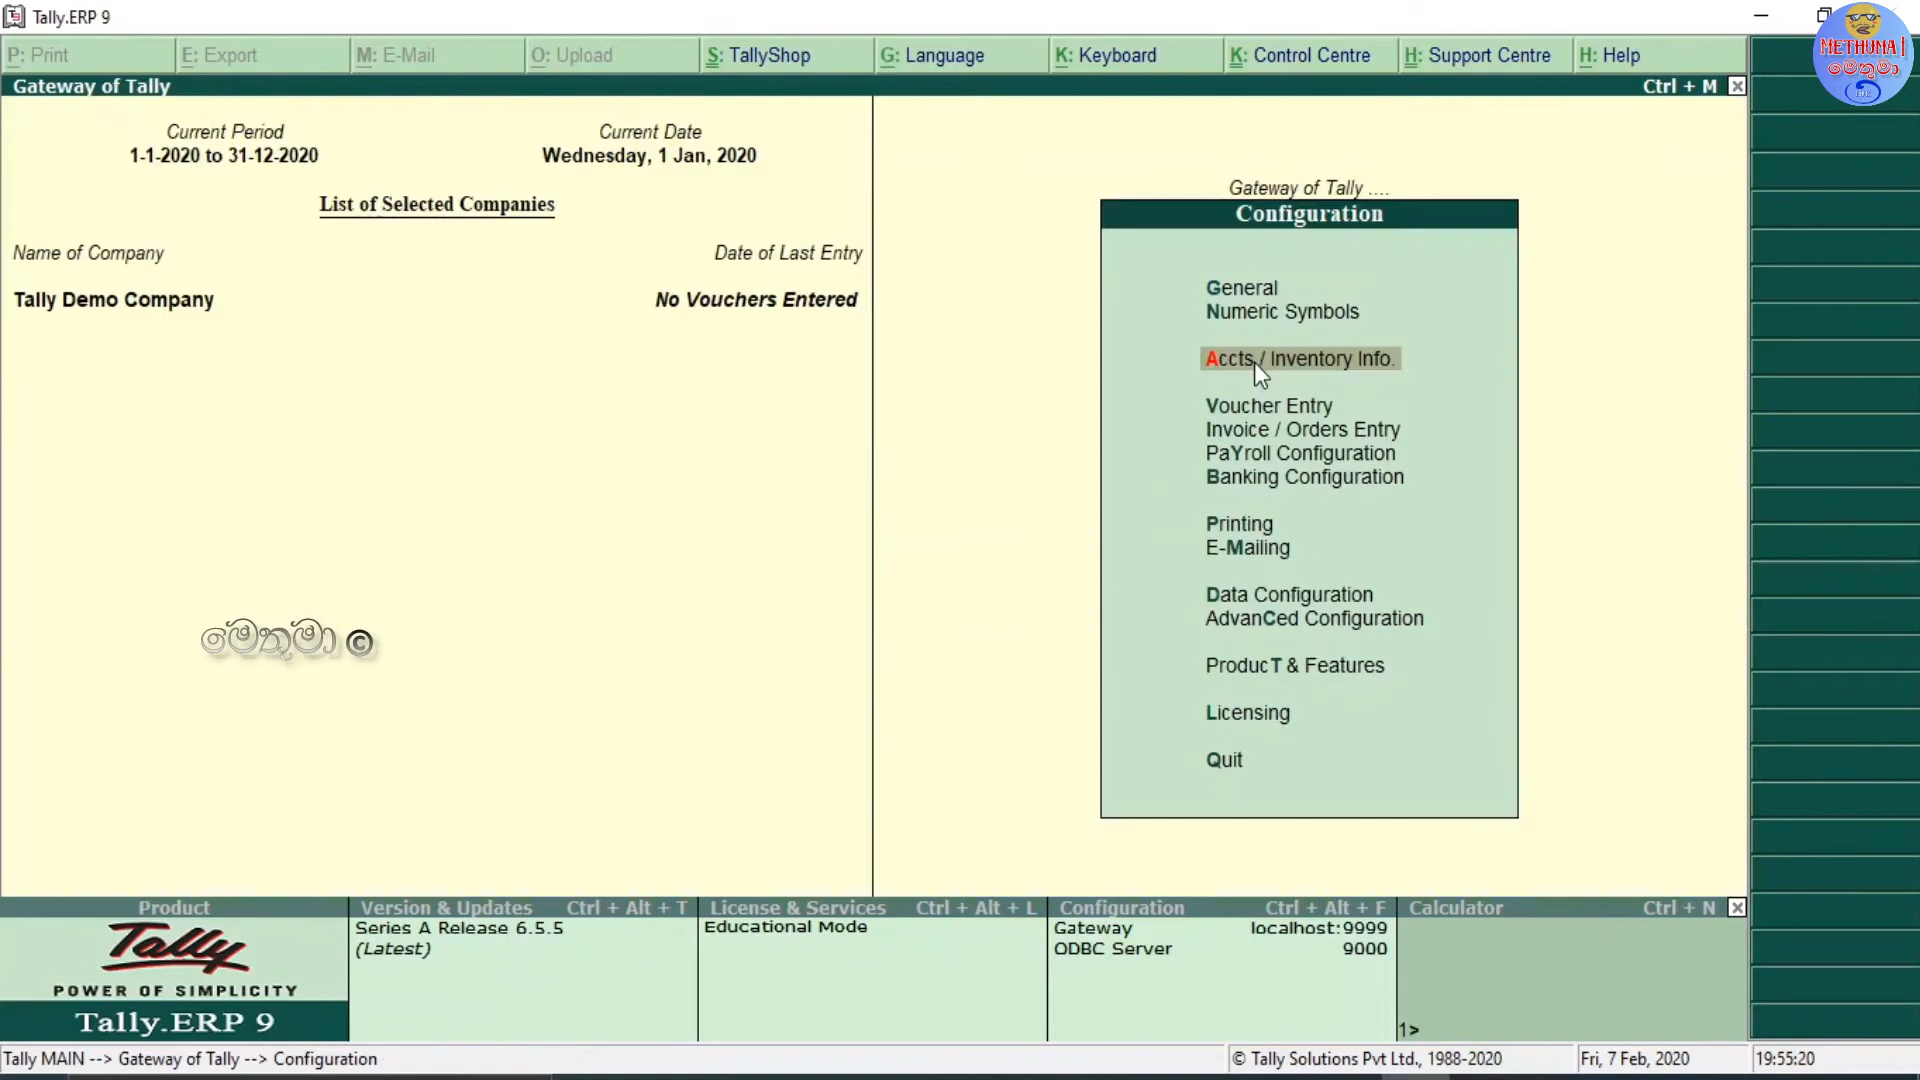 Tally.ERP 9
P: Print
E: Export
M: E-Mail
O: Upload
S: TallyShop
G: Language
K: Keyboard
K: Control Centre
H: Support Centre
H: Help
METHUMA
මෙතුමා
Gateway of Tally
Ctrl + M
Current Period
1-1-2020 to 31-12-2020
Current Date
Wednesday, 1 Jan, 2020
List of Selected Companies
Name of Company
Date of Last Entry
Tally Demo Company
No Vouchers Entered
මෙතුමා ©
Gateway of Tally ....
Configuration
General
Numeric Symbols
Accts / Inventory Info.
Voucher Entry
Invoice / Orders Entry
PaYroll Configuration
Banking Configuration
Printing
E-Mailing
Data Configuration
AdvanCed Configuration
ProducT & Features
Licensing
Quit
Product
Tally
POWER OF SIMPLICITY
Tally.ERP 9
Version & Updates Ctrl + Alt + T
Series A Release 6.5.5
(Latest)
License & Services Ctrl + Alt + L
Educational Mode
Configuration Ctrl + Alt + F
Gateway localhost:9999
ODBC Server 9000
Calculator Ctrl + N
1>
Tally MAIN --> Gateway of Tally --> Configuration
© Tally Solutions Pvt Ltd., 1988-2020
Fri, 7 Feb, 2020
19:55:20